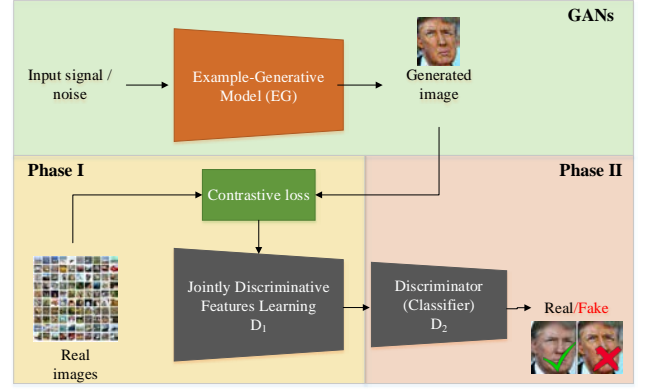 GANs
Input signal /
noise
Example-Generative
Model (EG)
Generated
image
Phase I
Phase II
Contrastive loss
Jointly Discriminative
Features Learning
D₁
Discriminator
(Classifier)
D₂
Real/Fake
Real
images